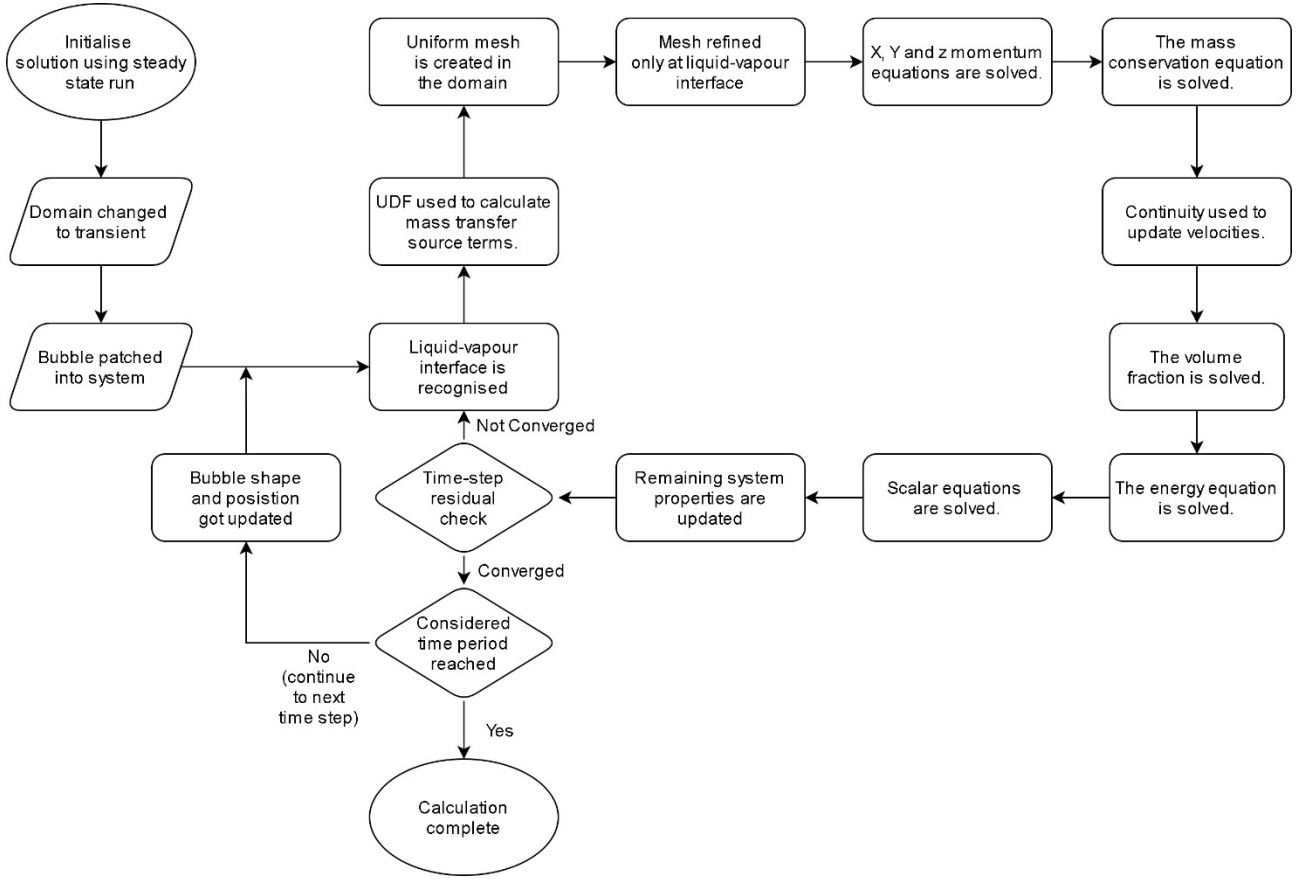 Initialise
solution using steady
state run
Domain changed
to transient
Bubble patched
into system
Liquid-vapour
interface is
recognised
UDF used to calculate
mass transfer
source terms.
Uniform mesh
is created in
the domain
Mesh refined
only at liquid-vapour
interface
X, Y and z momentum
equations are solved.
The mass
conservation equation
is solved.
Continuity used to
update velocities.
The volume
fraction is solved.
The energy equation
is solved.
Scalar equations
are solved.
Remaining system
properties are
updated
Time-step
residual
check
Not Converged
Converged
Considered
time period
reached
No
(continue
to next
time step)
Bubble shape
and posistion
got updated
Yes
Calculation
complete